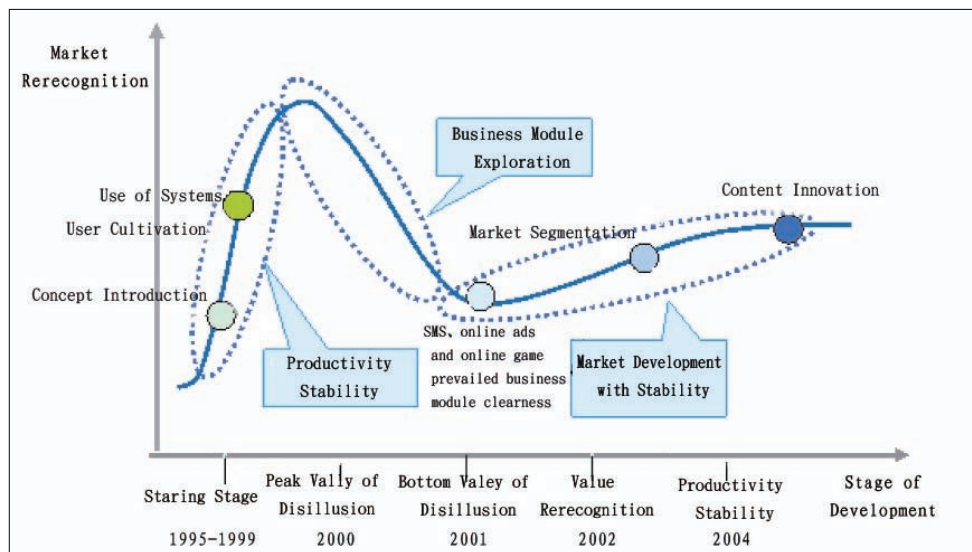 Market
Rerecognition
Business Module
Exploration
Use of Systems
User Cultivation
Content Innovation
Market Segmentation
Concept Introduction
SMS、online ads
and online game
prevailed business
module clearness
Productivity
Stability
Market Development
with Stability
Staring Stage
1995-1999
Peak Vally of
Disillusion
2000
Bottom Valey of
Disillusion
2001
Value
Rerecognition
2002
Productivity
Stability
2004
Stage of
Development